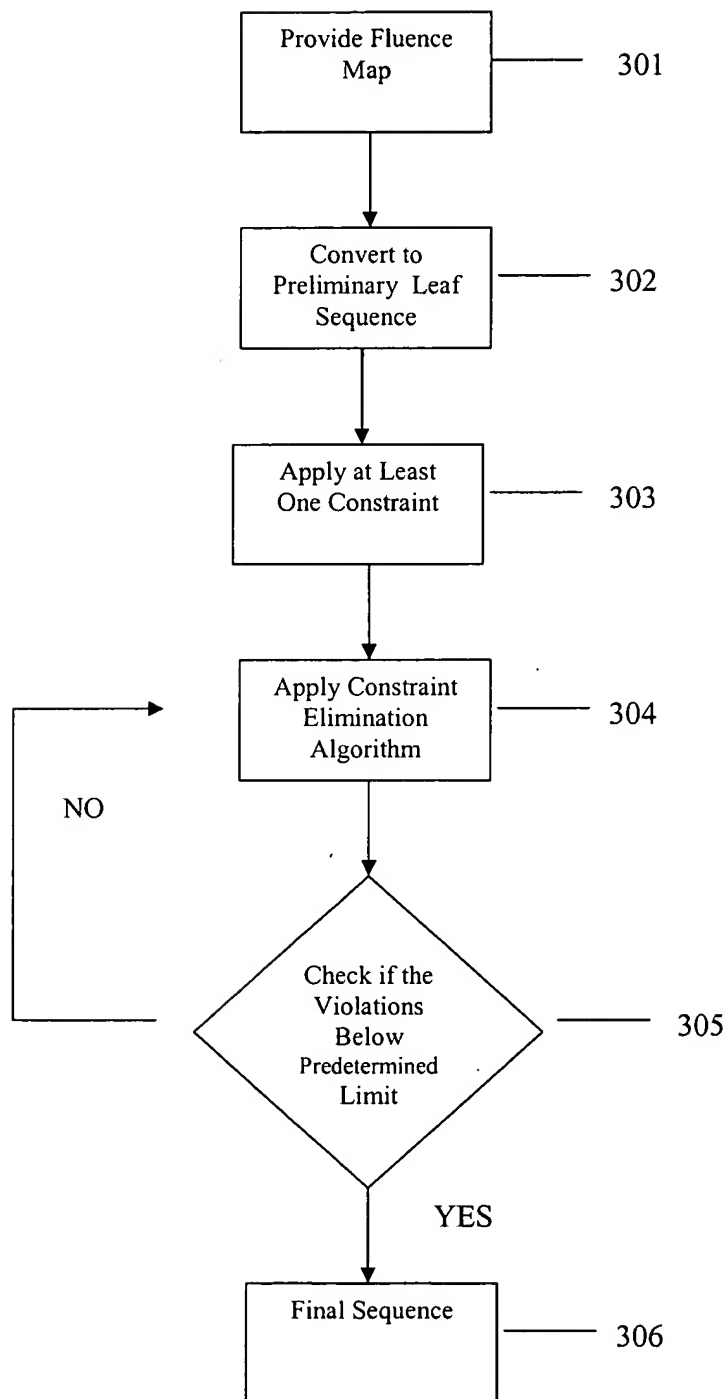 Provide Fluence
Map
301
Convert to
Preliminary Leaf
Sequence
302
Apply at Least
One Constraint
303
Apply Constraint
Elimination
Algorithm
304
NO
Check if the
Violations
Below
Predetermined
Limit
305
YES
Final Sequence
306